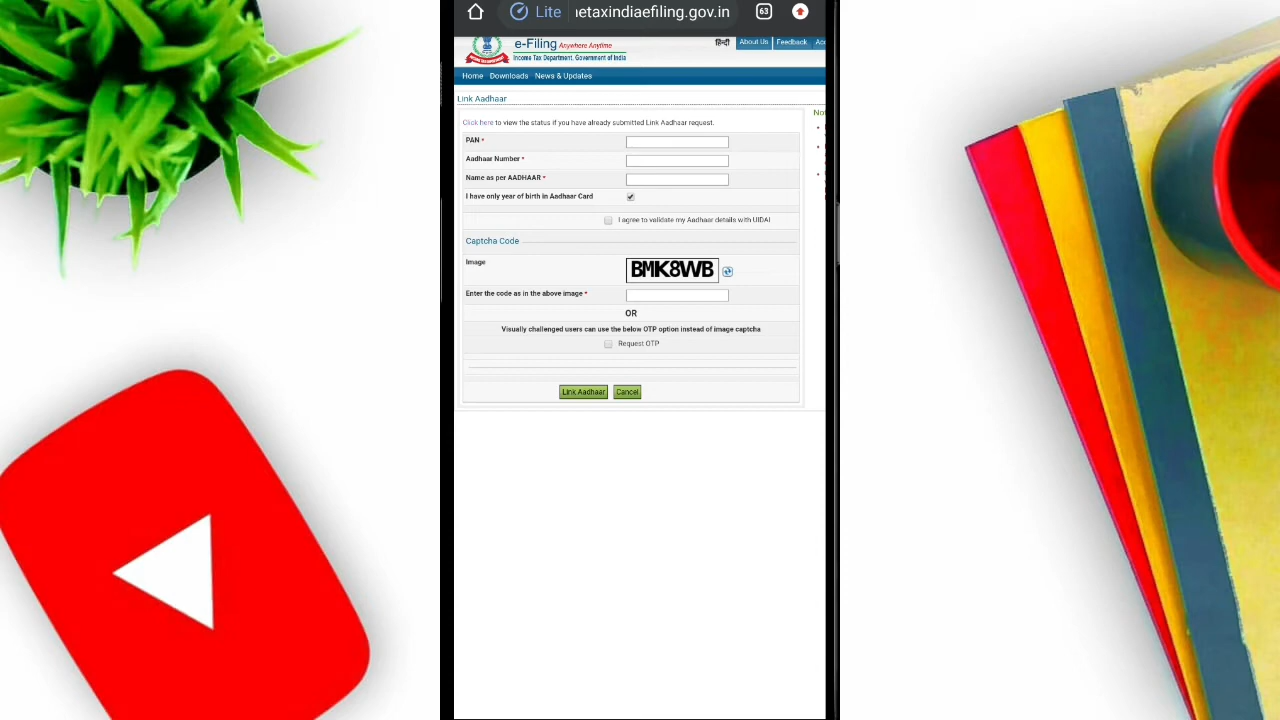 Lite
ıetaxindiaefiling.gov.in
63
e-Filing Anywhere Anytime
Income Tax Department, Government of India
हिन्दी
About Us
Feedback
Home Downloads News & Updates
Link Aadhaar
Click here to view the status if you have already submitted Link Aadhaar request.
PAN *
Aadhaar Number *
Name as per AADHAAR *
I have only year of birth in Aadhaar Card
I agree to validate my Aadhaar details with UIDAI
Captcha Code
Image
BMK8WB
Enter the code as in the above image *
OR
Visually challenged users can use the below OTP option instead of image captcha
Request OTP
Link Aadhaar
Cancel